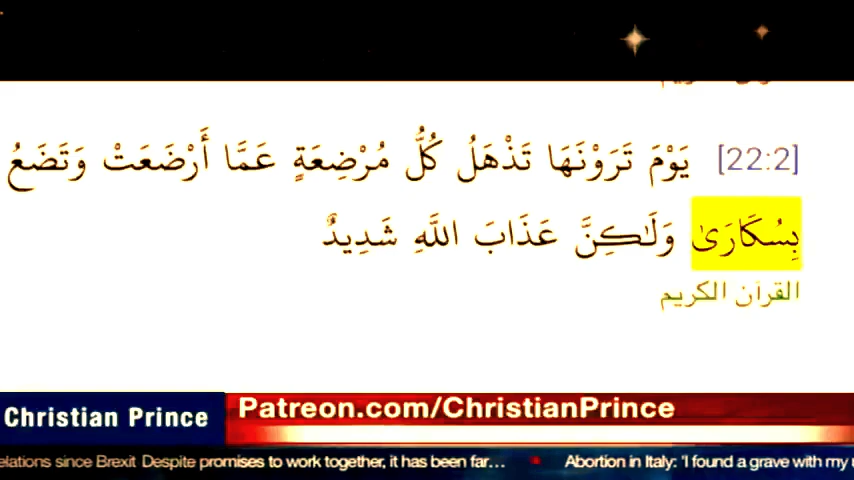 [22:2] يَوْمَ تَرَوْنَهَا تَذْهَلُ كُلُّ مُرْضِعَةٍ عَمَّا أَرْضَعَتْ وَتَضَعُ
بِسُكَارَىٰ وَلَٰكِنَّ عَذَابَ اللَّهِ شَدِيدٌ
القرآن الكريم
Christian Prince
Patreon.com/ChristianPrince
elations since Brexit Despite promises to work together, it has been far... Abortion in Italy: 'I found a grave with my